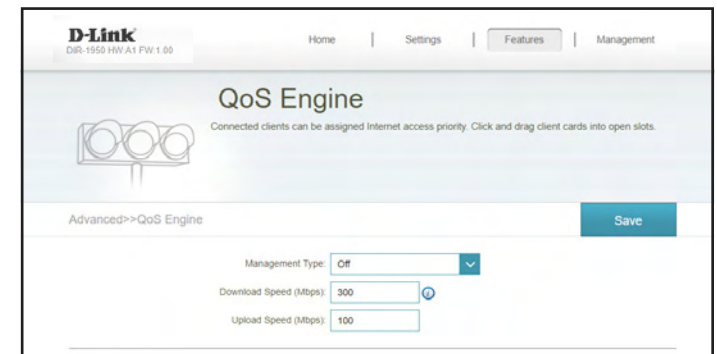 D-Link
DIR-1950 HW:A1 FW:1.00
Home | Settings | Features | Management
QoS Engine
Connected clients can be assigned Internet access priority. Click and drag client cards into open slots.
Advanced>>QoS Engine
Save
Management Type: Off
Download Speed (Mbps): 300
i
Upload Speed (Mbps): 100